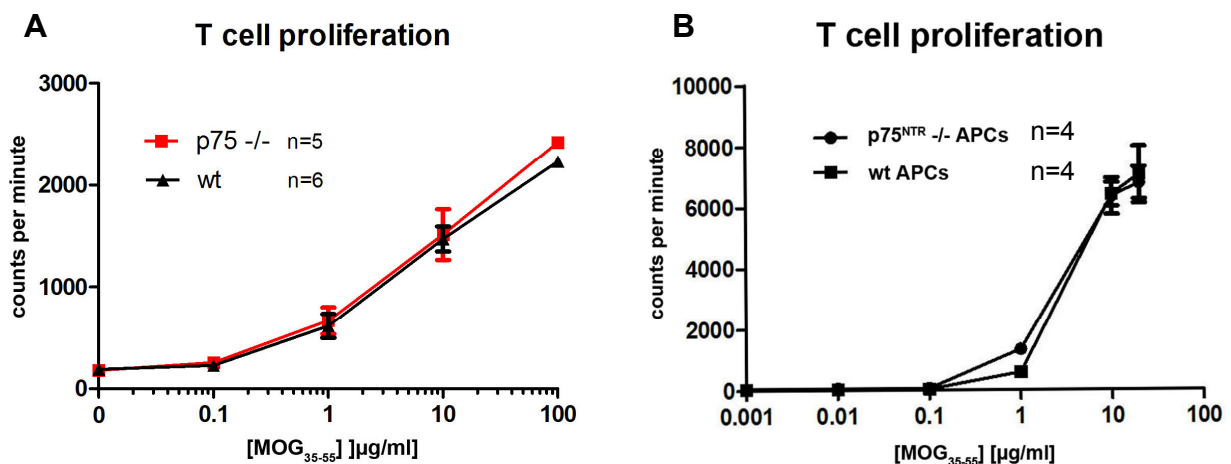 A
T cell proliferation
counts per minute
3000
2000
1000
0
p75 -/- n=5
wt n=6
0 0.1 1 10 100
[MOG35-55] ]µg/ml]
B
T cell proliferation
counts per minute
10000
8000
6000
4000
2000
0
p75NTR -/- APCs n=4
wt APCs n=4
0.001 0.01 0.1 1 10 100
[MOG35-55] [µg/ml]